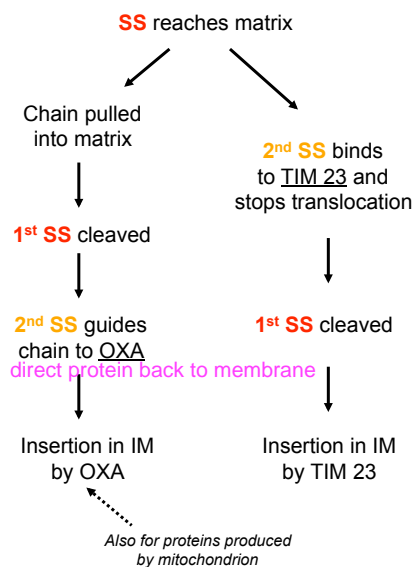 SS reaches matrix
Chain pulled
into matrix
1st SS cleaved
2nd SS guides
chain to OXA
direct protein back to membrane
Insertion in IM
by OXA
Also for proteins produced
by mitochondrion
2nd SS binds
to TIM 23 and
stops translocation
1st SS cleaved
Insertion in IM
by TIM 23